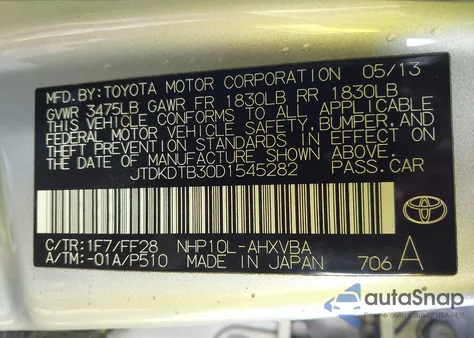 MFD.BY:TOYOTA MOTOR CORPORATION 05/13
GVWR 3475LB GAWR FR 1830LB RR 1830LB
THIS VEHICLE CONFORMS TO ALL APPLICABLE
FEDERAL MOTOR VEHICLE SAFETY,BUMPER,AND
THEFT PREVENTION STANDARDS IN EFFECT ON
THE DATE OF MANUFACTURE SHOWN ABOVE.
JTDKDTB30D1545282 PASS.CAR
C/TR:1F7/FF28 NHP10L-AHXVBA
A/TM:-01A/P510 MADE IN JAPAN 706 A
TOYOTA
autoSnap